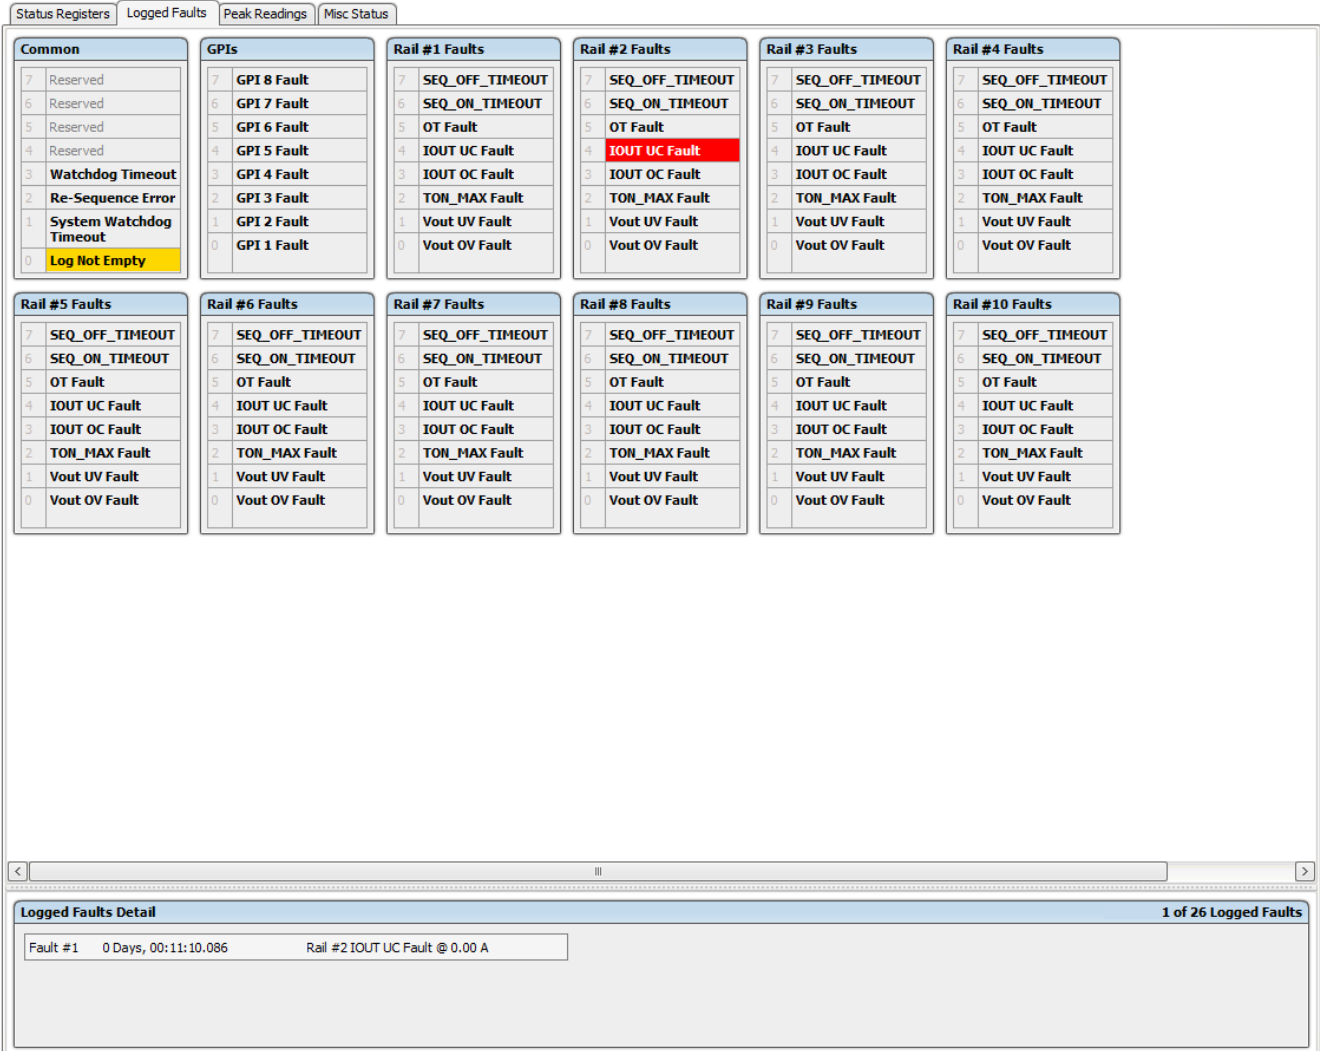 Status Registers Logged Faults Peak Readings Misc Status
Common
7 Reserved
6 Reserved
5 Reserved
4 Reserved
3 Watchdog Timeout
2 Re-Sequence Error
1 System Watchdog
Timeout
0 Log Not Empty
GPIs
7 GPI 8 Fault
6 GPI 7 Fault
5 GPI 6 Fault
4 GPI 5 Fault
3 GPI 4 Fault
2 GPI 3 Fault
1 GPI 2 Fault
0 GPI 1 Fault
Rail #1 Faults
7 SEQ_OFF_TIMEOUT
6 SEQ_ON_TIMEOUT
5 OT Fault
4 IOUT UC Fault
3 IOUT OC Fault
2 TON_MAX Fault
1 Vout UV Fault
0 Vout OV Fault
Rail #2 Faults
7 SEQ_OFF_TIMEOUT
6 SEQ_ON_TIMEOUT
5 OT Fault
4 IOUT UC Fault
3 IOUT OC Fault
2 TON_MAX Fault
1 Vout UV Fault
0 Vout OV Fault
Rail #3 Faults
7 SEQ_OFF_TIMEOUT
6 SEQ_ON_TIMEOUT
5 OT Fault
4 IOUT UC Fault
3 IOUT OC Fault
2 TON_MAX Fault
1 Vout UV Fault
0 Vout OV Fault
Rail #4 Faults
7 SEQ_OFF_TIMEOUT
6 SEQ_ON_TIMEOUT
5 OT Fault
4 IOUT UC Fault
3 IOUT OC Fault
2 TON_MAX Fault
1 Vout UV Fault
0 Vout OV Fault
Rail #5 Faults
7 SEQ_OFF_TIMEOUT
6 SEQ_ON_TIMEOUT
5 OT Fault
4 IOUT UC Fault
3 IOUT OC Fault
2 TON_MAX Fault
1 Vout UV Fault
0 Vout OV Fault
Rail #6 Faults
7 SEQ_OFF_TIMEOUT
6 SEQ_ON_TIMEOUT
5 OT Fault
4 IOUT UC Fault
3 IOUT OC Fault
2 TON_MAX Fault
1 Vout UV Fault
0 Vout OV Fault
Rail #7 Faults
7 SEQ_OFF_TIMEOUT
6 SEQ_ON_TIMEOUT
5 OT Fault
4 IOUT UC Fault
3 IOUT OC Fault
2 TON_MAX Fault
1 Vout UV Fault
0 Vout OV Fault
Rail #8 Faults
7 SEQ_OFF_TIMEOUT
6 SEQ_ON_TIMEOUT
5 OT Fault
4 IOUT UC Fault
3 IOUT OC Fault
2 TON_MAX Fault
1 Vout UV Fault
0 Vout OV Fault
Rail #9 Faults
7 SEQ_OFF_TIMEOUT
6 SEQ_ON_TIMEOUT
5 OT Fault
4 IOUT UC Fault
3 IOUT OC Fault
2 TON_MAX Fault
1 Vout UV Fault
0 Vout OV Fault
Rail #10 Faults
7 SEQ_OFF_TIMEOUT
6 SEQ_ON_TIMEOUT
5 OT Fault
4 IOUT UC Fault
3 IOUT OC Fault
2 TON_MAX Fault
1 Vout UV Fault
0 Vout OV Fault
Logged Faults Detail 1 of 26 Logged Faults
Fault #1 0 Days, 00:11:10.086 Rail #2 IOUT UC Fault @ 0.00 A